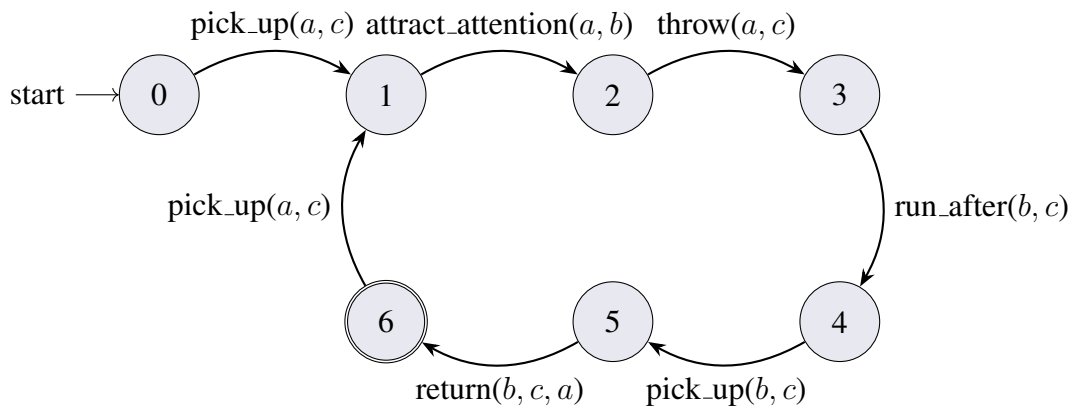 pick_up(a, c) attract_attention(a, b) throw(a, c)
start 0 1 2 3
pick_up(a, c) run_after(b, c)
6 5 4
return(b, c, a) pick_up(b, c)